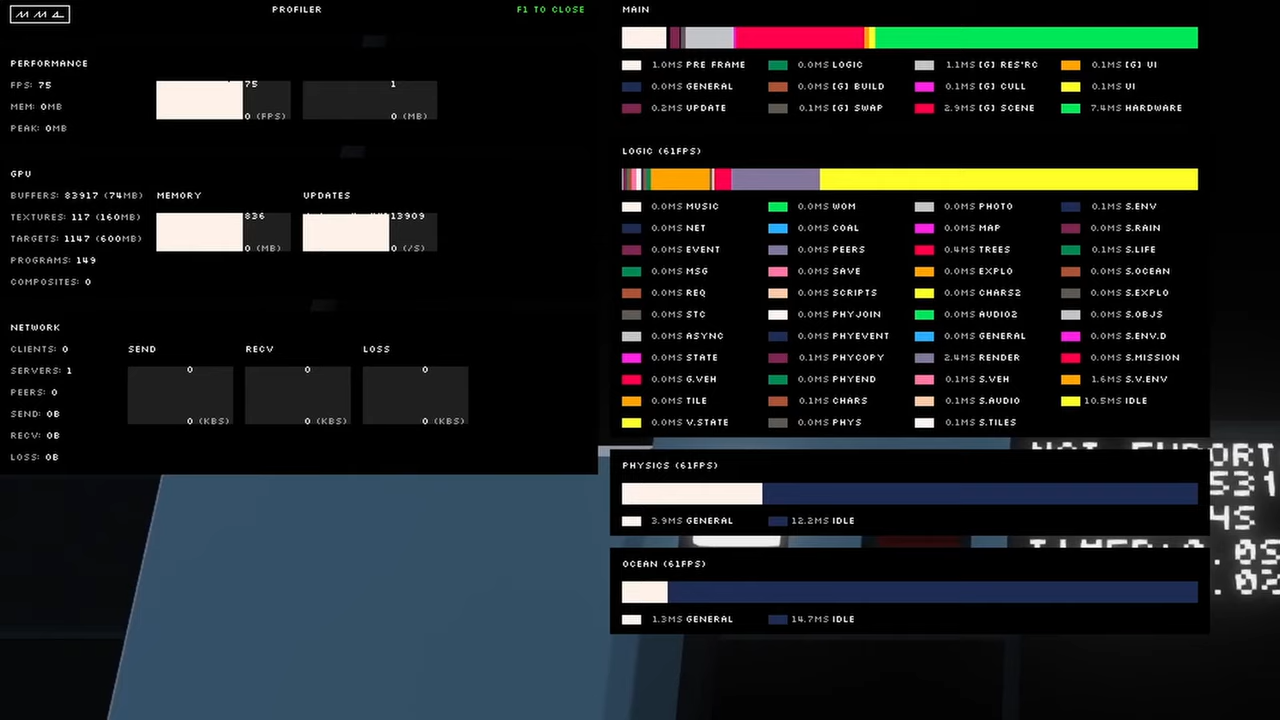 PROFILER
F1 TO CLOSE
PERFORMANCE
FPS: 75
75
0 (FPS)
1
0 (MB)
MEM: 0MB
PEAK: 0MB
GPU
BUFFERS: 83917 (74MB)
MEMORY
UPDATES
TEXTURES: 117 (160MB)
836
0 (MB)
13909
0 (/S)
TARGETS: 1147 (600MB)
PROGRAMS: 149
COMPOSITES: 0
NETWORK
CLIENTS: 0
SEND
RECV
LOSS
SERVERS: 1
0
0
0
PEERS: 0
SEND: 0B
0 (KBS)
0 (KBS)
0 (KBS)
RECV: 0B
LOSS: 0B
MAIN
1.0MS PRE FRAME
0.0MS LOGIC
1.1MS [G] RES'RC
0.1MS [G] UI
0.0MS GENERAL
0.0MS [G] BUILD
0.0MS [G] CULL
0.1MS UI
0.2MS UPDATE
0.1MS [G] SWAP
2.9MS [G] SCENE
7.4MS HARDWARE
LOGIC (61FPS)
0.0MS MUSIC
0.0MS WOM
0.0MS PHOTO
0.1MS S.ENV
0.0MS NET
0.0MS COAL
0.0MS MAP
0.0MS S.RAIN
0.0MS EVENT
0.0MS PEERS
0.4MS TREES
0.1MS S.LIFE
0.0MS MSG
0.0MS SAVE
0.0MS EXPLO
0.0MS S.OCEAN
0.0MS REQ
0.0MS SCRIPTS
0.0MS CHARS2
0.0MS S.EXPLO
0.0MS STC
0.0MS PHYJOIN
0.0MS AUDIO2
0.0MS S.OBJS
0.0MS ASYNC
0.0MS PHYEVENT
0.0MS GENERAL
0.0MS S.ENV.D
0.0MS STATE
0.1MS PHYCOPY
2.4MS RENDER
0.0MS S.MISSION
0.0MS G.VEH
0.0MS PHYEND
0.1MS S.VEH
1.6MS S.V.ENV
0.0MS TILE
0.1MS CHARS
0.1MS S.AUDIO
10.5MS IDLE
0.0MS V.STATE
0.0MS PHYS
0.1MS S.TILES
PHYSICS (61FPS)
3.9MS GENERAL
12.2MS IDLE
OCEAN (61FPS)
1.3MS GENERAL
14.7MS IDLE